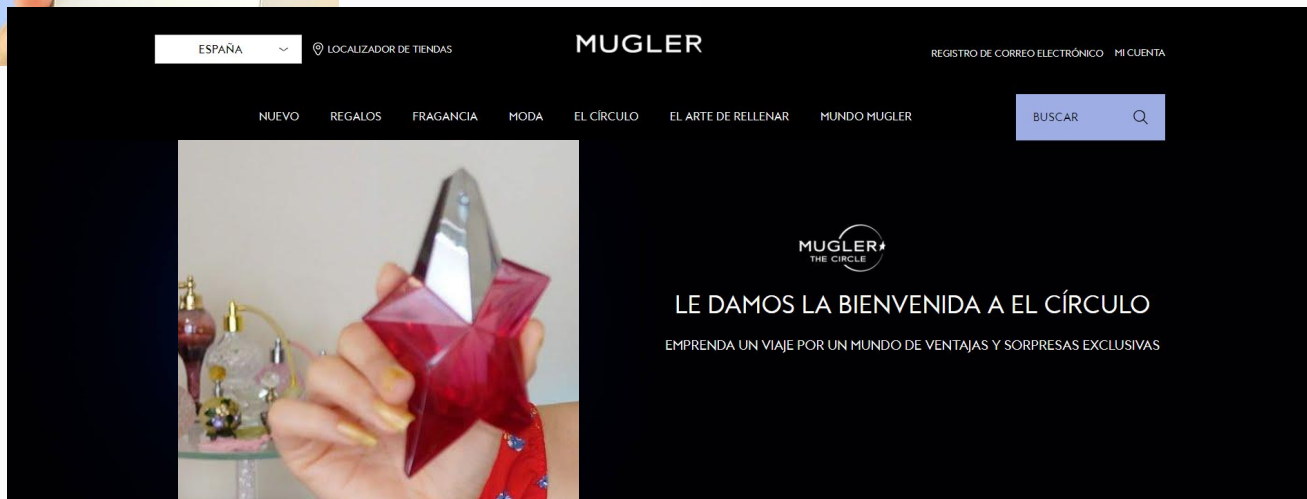 ESPAÑA
LOCALIZADOR DE TIENDAS
MUGLER
REGISTRO DE CORREO ELECTRÓNICO
MI CUENTA
NUEVO REGALOS FRAGANCIA MODA EL CÍRCULO EL ARTE DE RELLENAR MUNDO MUGLER
BUSCAR
MUGLER
THE CIRCLE
LE DAMOS LA BIENVENIDA A EL CÍRCULO
EMPRENDA UN VIAJE POR UN MUNDO DE VENTAJAS Y SORPRESAS EXCLUSIVAS